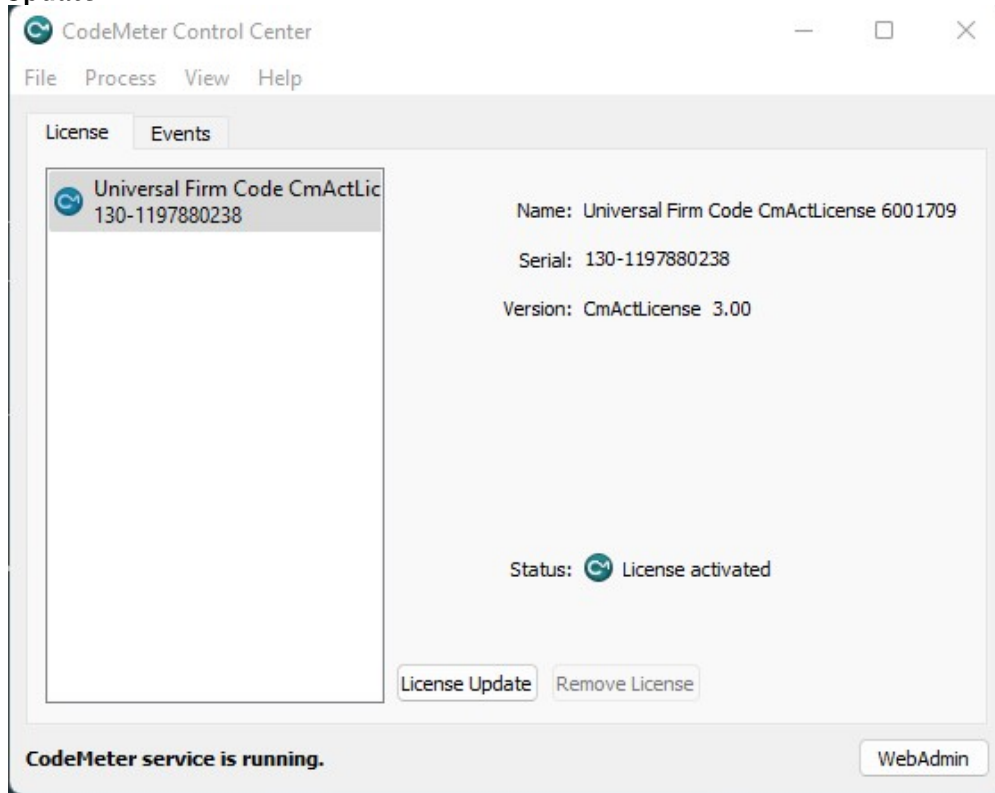 CodeMeter Control Center
File Process View Help
License Events
Universal Firm Code CmActLic
130-1197880238
Name: Universal Firm Code CmActLicense 6001709
Serial: 130-1197880238
Version: CmActLicense 3.00
Status: License activated
License Update Remove License
CodeMeter service is running.
WebAdmin